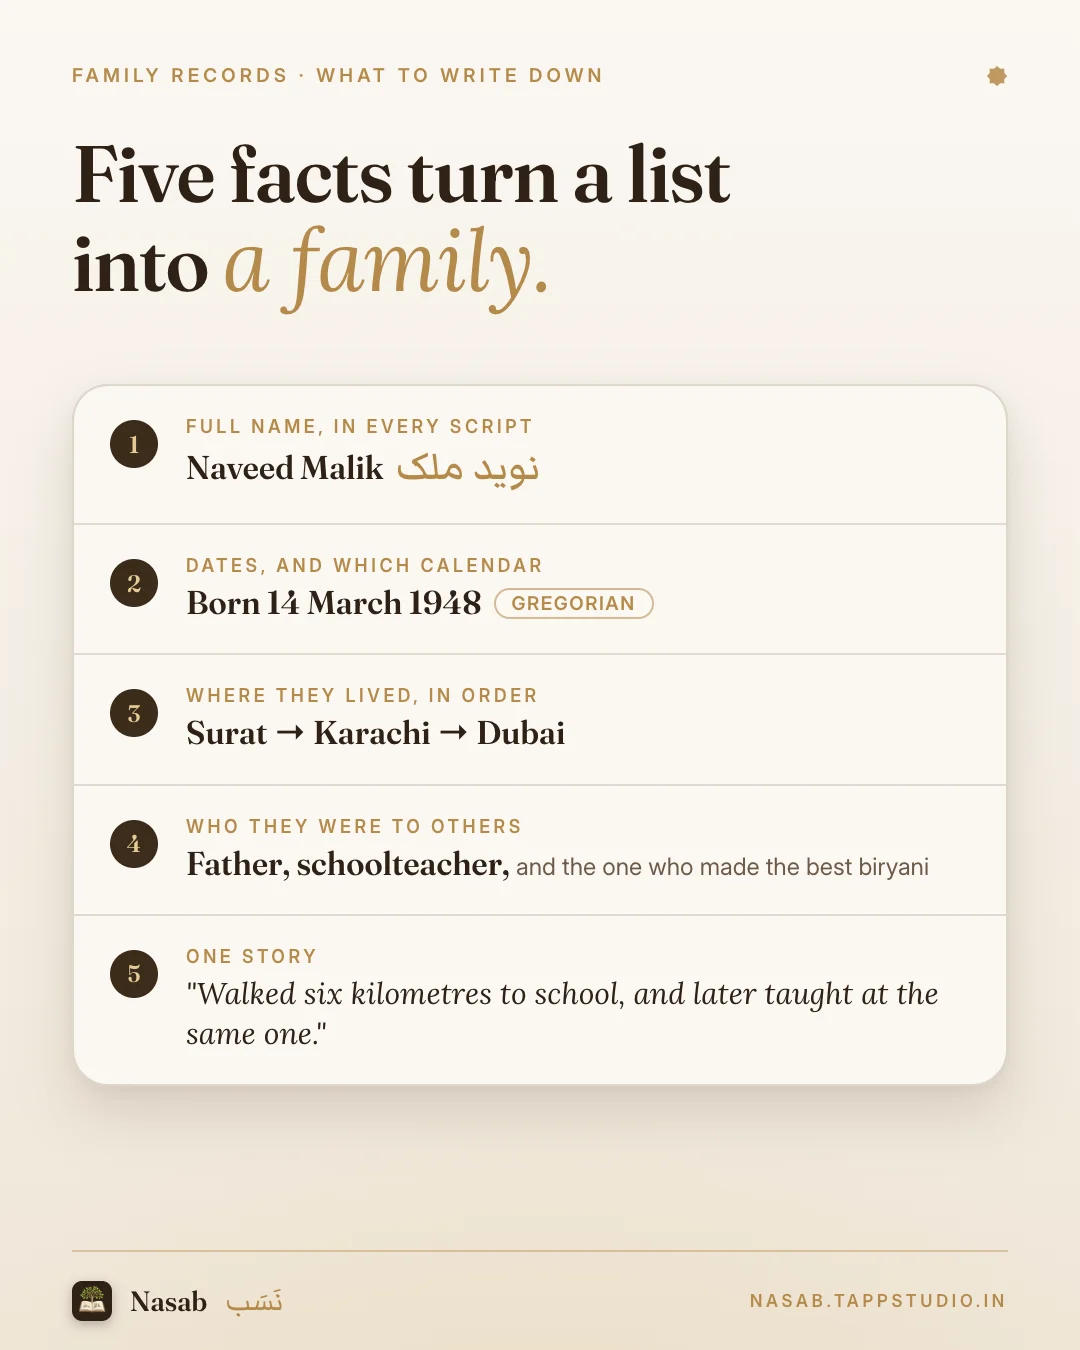 FAMILY RECORDS · WHAT TO WRITE DOWN
Five facts turn a list
into a family.
1
FULL NAME, IN EVERY SCRIPT
Naveed Malik نوید ملک
2
DATES, AND WHICH CALENDAR
Born 14 March 1948 GREGORIAN
3
WHERE THEY LIVED, IN ORDER
Surat → Karachi → Dubai
4
WHO THEY WERE TO OTHERS
Father, schoolteacher, and the one who made the best biryani
5
ONE STORY
"Walked six kilometres to school, and later taught at the
same one."
Nasab نَسَب
NASAB.TAPPSTUDIO.IN